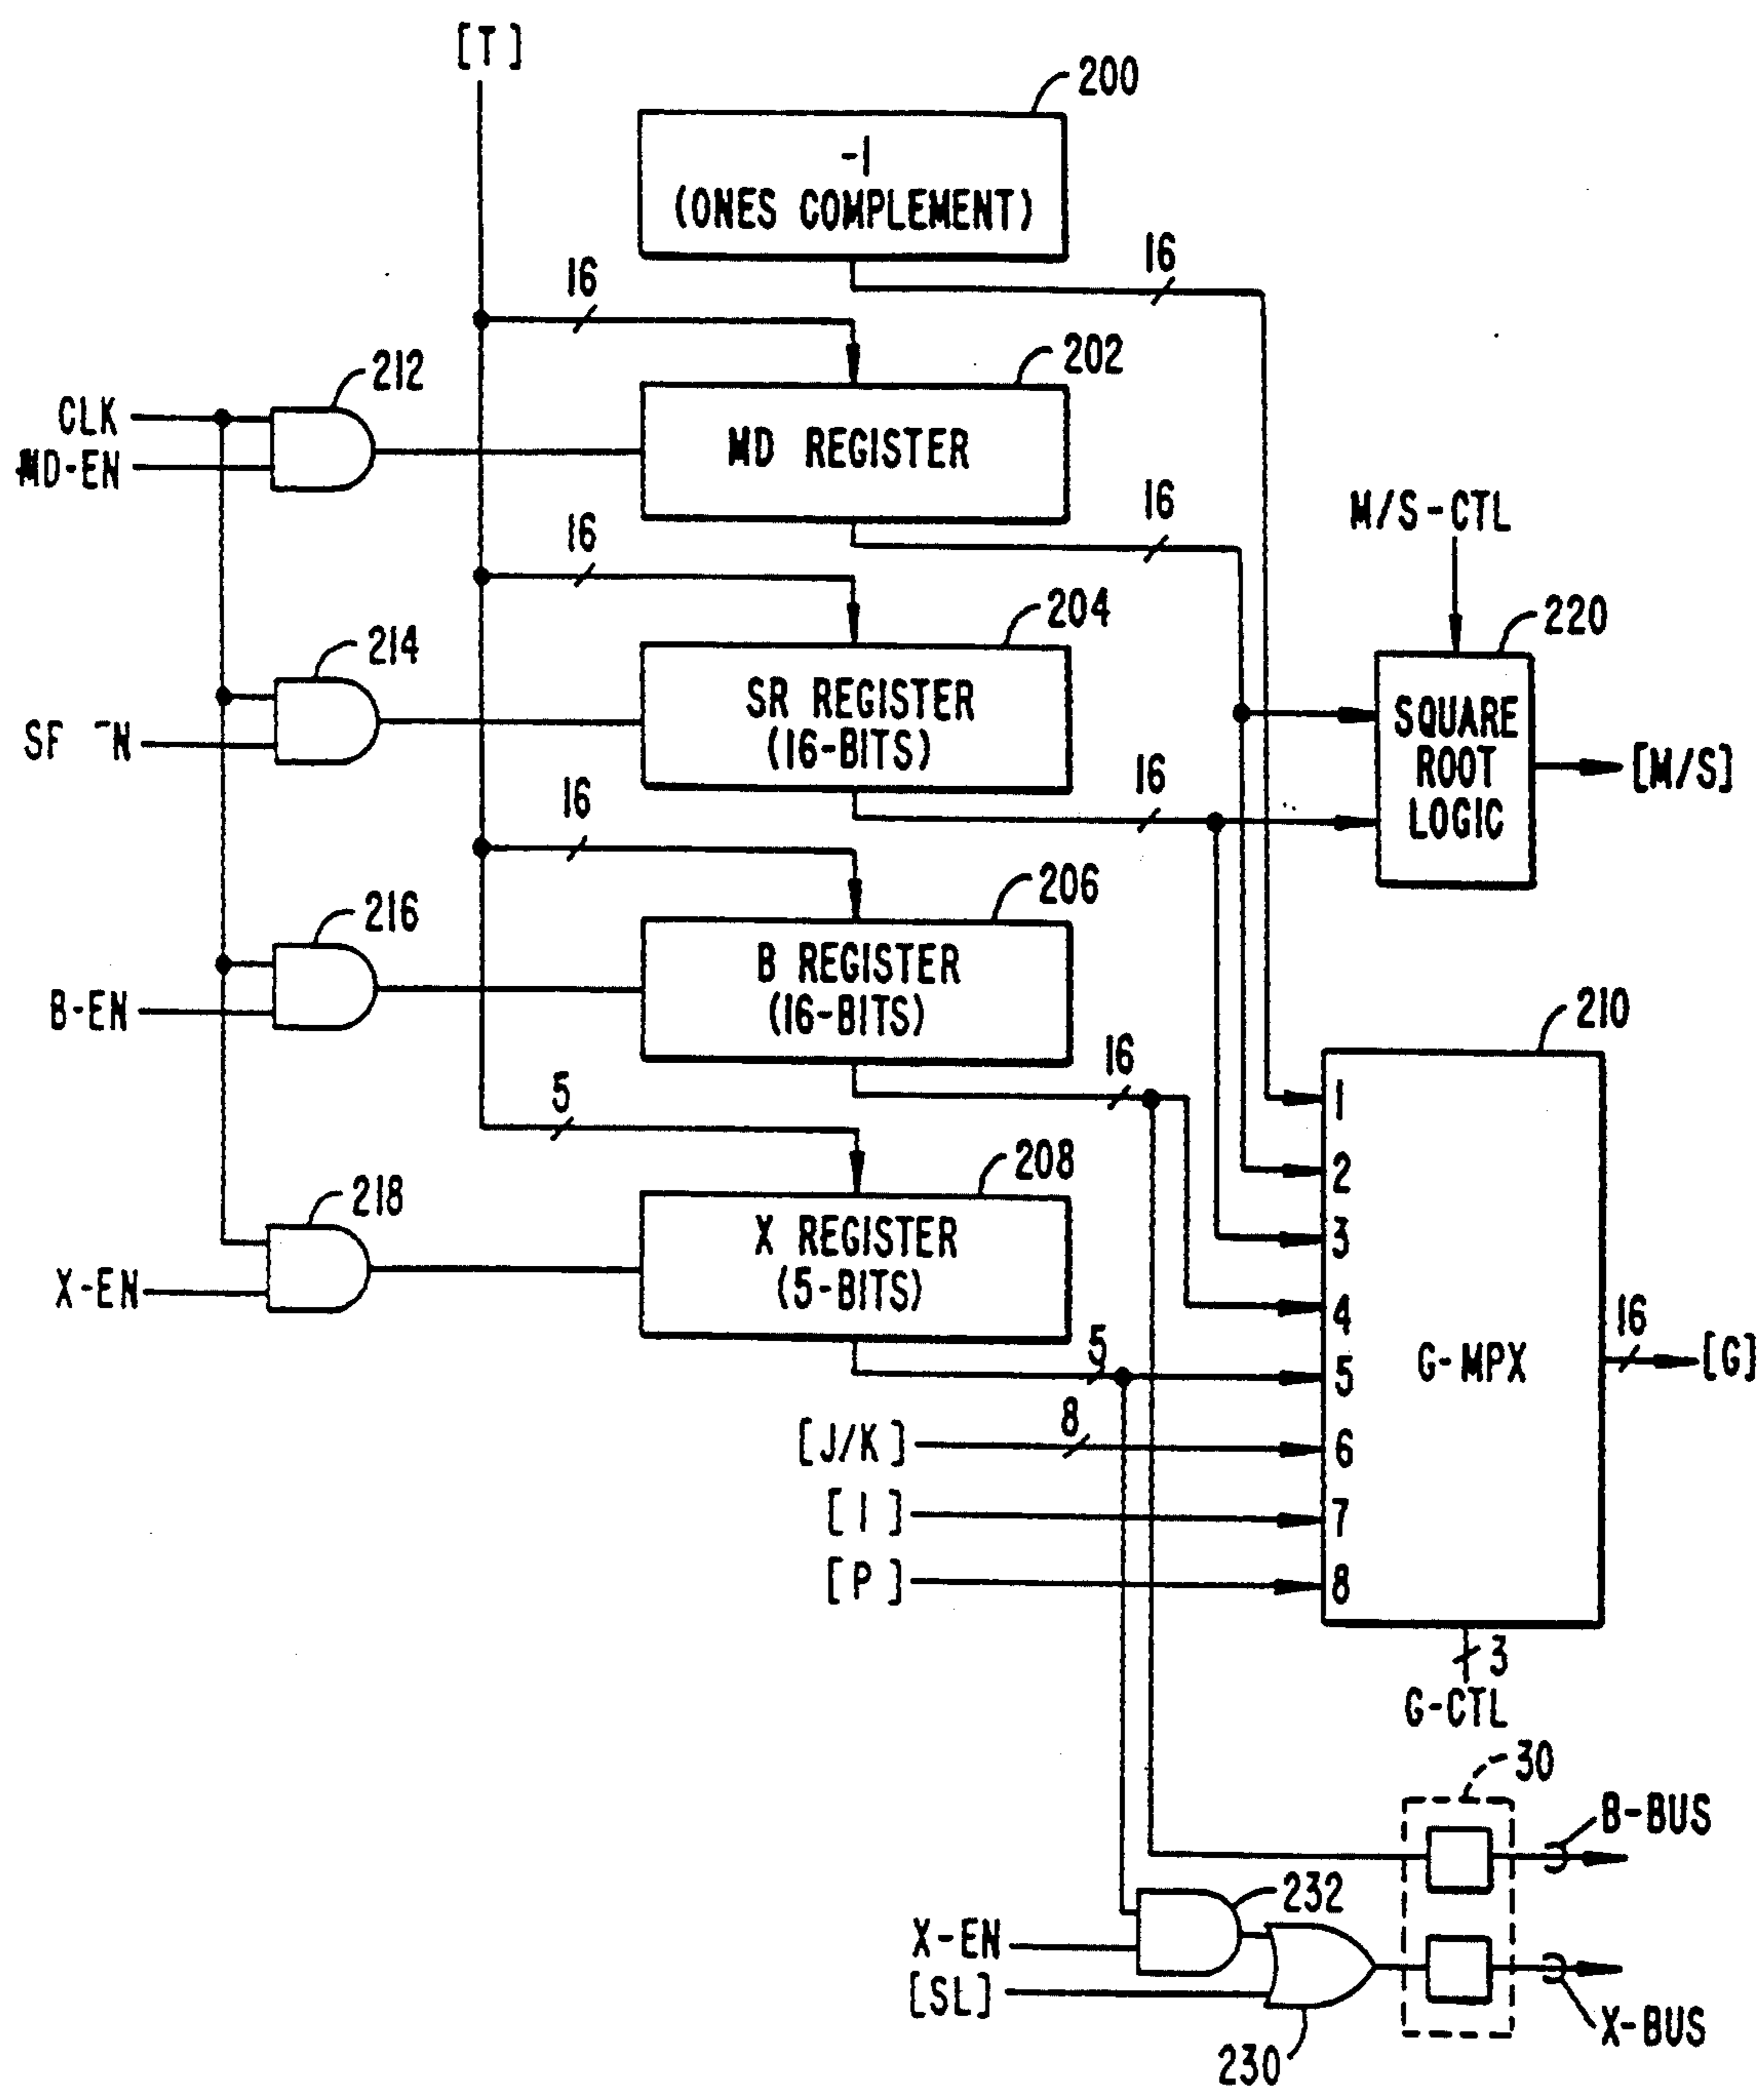 [T]
200
-1
(ONES COMPLEMENT)
16
16
212
202
CLK
MD-EN
MD REGISTER
16
16
M/S-CTL
214
204
220
SR REGISTER
(16-BITS)
SQUARE
ROOT
LOGIC
[M/S]
16
16
216
206
B REGISTER
(16-BITS)
B-EN
16
210
5
1
2
3
4
5
6
7
8
218
208
X REGISTER
(5-BITS)
X-EN
5
G-MPX
16
[G]
[J/K]
8
[I]
[P]
3
G-CTL
30
B-BUS
232
X-EN
[SL]
230
X-BUS